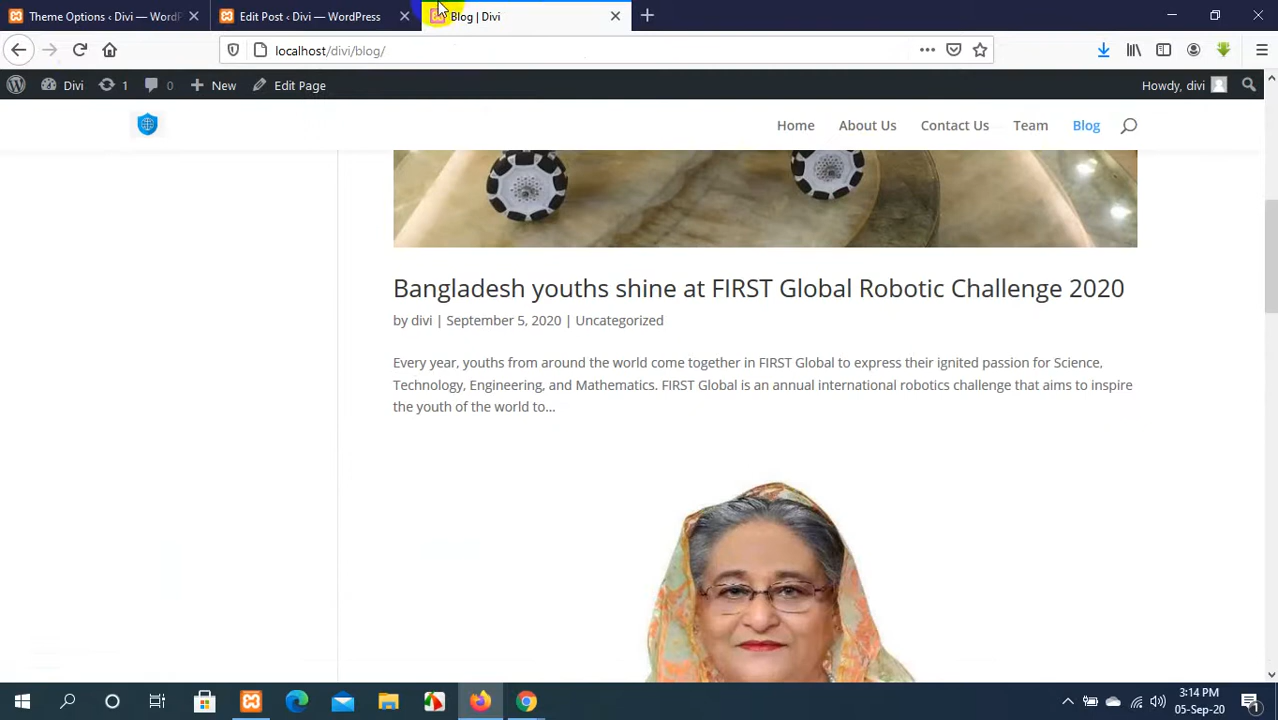 Theme Options ‹ Divi — WordP
Edit Post ‹ Divi — WordPress
Blog | Divi
localhost/divi/blog/
Divi
1
0
New
Edit Page
Howdy, divi
Home
About Us
Contact Us
Team
Blog
Bangladesh youths shine at FIRST Global Robotic Challenge 2020
by divi | September 5, 2020 | Uncategorized
Every year, youths from around the world come together in FIRST Global to express their ignited passion for Science,
Technology, Engineering, and Mathematics. FIRST Global is an annual international robotics challenge that aims to inspire
the youth of the world to...
3:14 PM
05-Sep-20
1